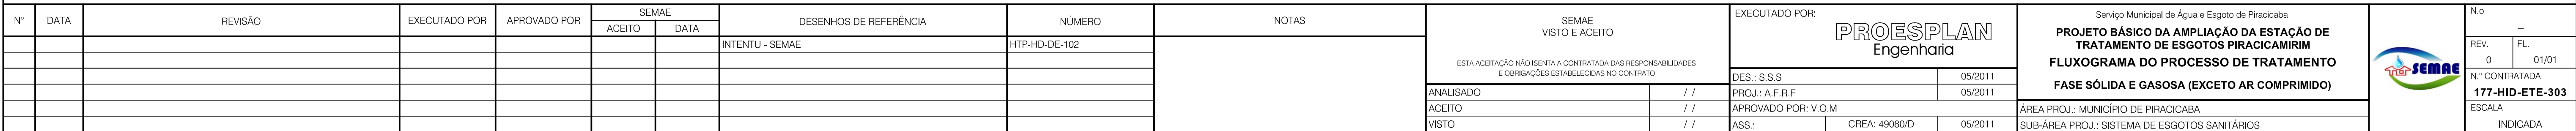 N° DATA REVISÃO EXECUTADO POR APROVADO POR SEMAE ACEITO DATA DESENHOS DE REFERÊNCIA NÚMERO NOTAS
INTENTU - SEMAE HTP-HD-DE-102
SEMAE
VISTO E ACEITO
ESTA ACEITAÇÃO NÃO ISENTA A CONTRATADA DAS RESPONSABILIDADES
E OBRIGAÇÕES ESTABELECIDAS NO CONTRATO
ANALISADO / /
ACEITO / /
VISTO / /
EXECUTADO POR:
PROESPLAN
Engenharia
DES.: S.S.S 05/2011
PROJ.: A.F.R.F 05/2011
APROVADO POR: V.O.M
ASS.: CREA: 49080/D 05/2011
Serviço Municipal de Água e Esgoto de Piracicaba
PROJETO BÁSICO DA AMPLIAÇÃO DA ESTAÇÃO DE
TRATAMENTO DE ESGOTOS PIRACICAMIRIM
FLUXOGRAMA DO PROCESSO DE TRATAMENTO
FASE SÓLIDA E GASOSA (EXCETO AR COMPRIMIDO)
ÁREA PROJ.: MUNICÍPIO DE PIRACICABA
SUB-ÁREA PROJ.: SISTEMA DE ESGOTOS SANITÁRIOS
SEMAE
N.o
–
REV. FL.
0 01/01
N.° CONTRATADA
177-HID-ETE-303
ESCALA
INDICADA